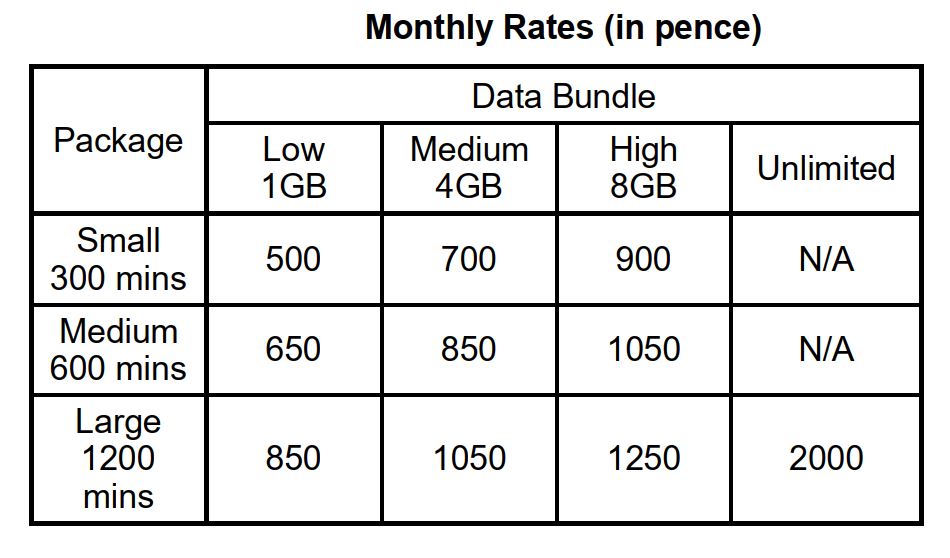 Monthly Rates (in pence)
Package
Data Bundle
Low
1GB
Medium
4GB
High
8GB
Unlimited
Small
300 mins
500
700
900
N/A
Medium
600 mins
650
850
1050
N/A
Large
1200
mins
850
1050
1250
2000